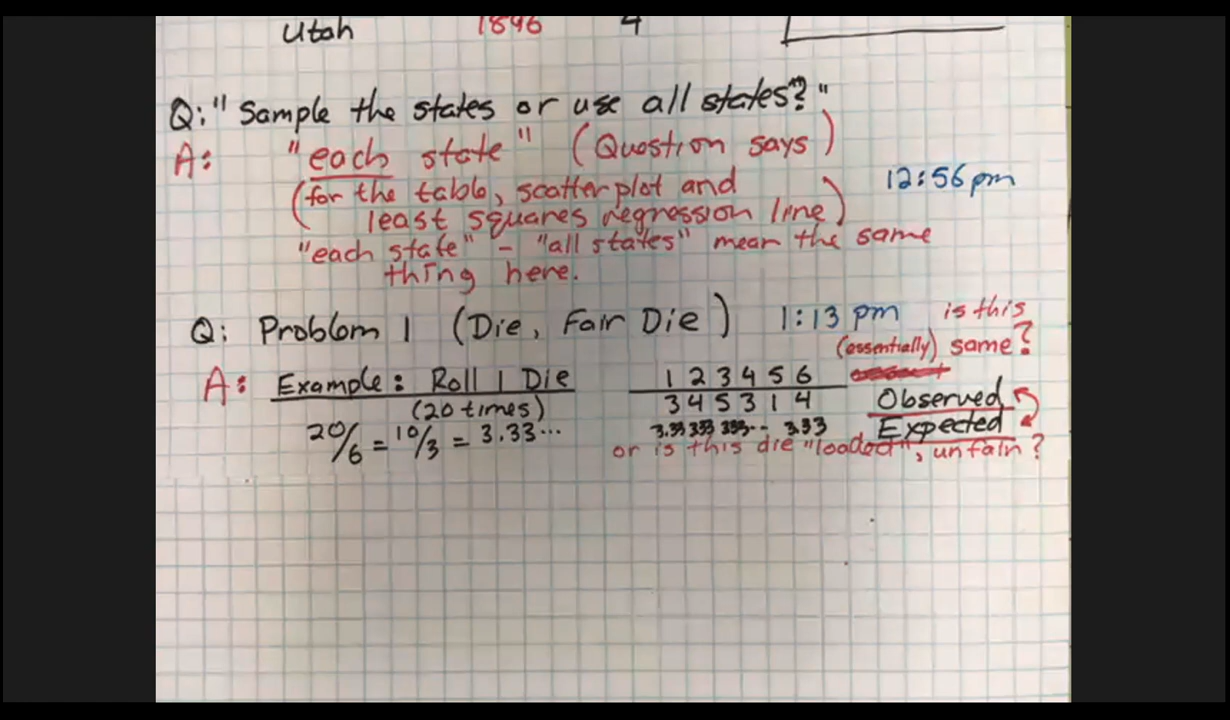 Utah 1896 4
Q: "Sample the states or use all states?"
A: "each state" (Question says)
(for the table, scatterplot and
least squares regression line)
12:56 pm
"each state" - "all states" mean the same
thing here.
Q: Problem 1 (Die, Fair Die) 1:13 pm is this
(essentially) same?
A: Example: Roll 1 Die 1 2 3 4 5 6
(20 times) 3 4 5 3 1 4 Observed
20/6 = 10/3 = 3.33... 3.33 3.33 3.33.. 3.33 Expected
or is this die "loaded", unfair?